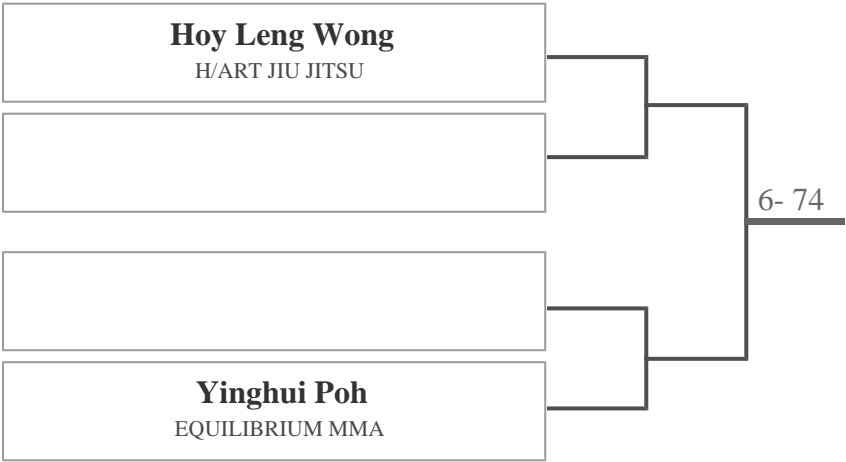 Hoy Leng Wong
H/ART JIU JITSU
6- 74
Yinghui Poh
EQUILIBRIUM MMA